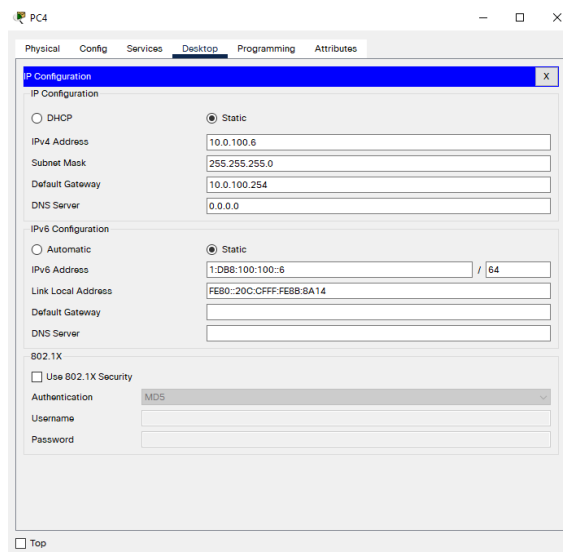 PC4
Physical Config Services Desktop Programming Attributes
IP Configuration X
IP Configuration
DHCP Static
IPv4 Address 10.0.100.6
Subnet Mask 255.255.255.0
Default Gateway 10.0.100.254
DNS Server 0.0.0.0
IPv6 Configuration
Automatic Static
IPv6 Address 1:DB8:100:100::6 / 64
Link Local Address FE80::20C:CFFF:FE8B:8A14
Default Gateway
DNS Server
802.1X
Use 802.1X Security
Authentication MD5
Username
Password
Top